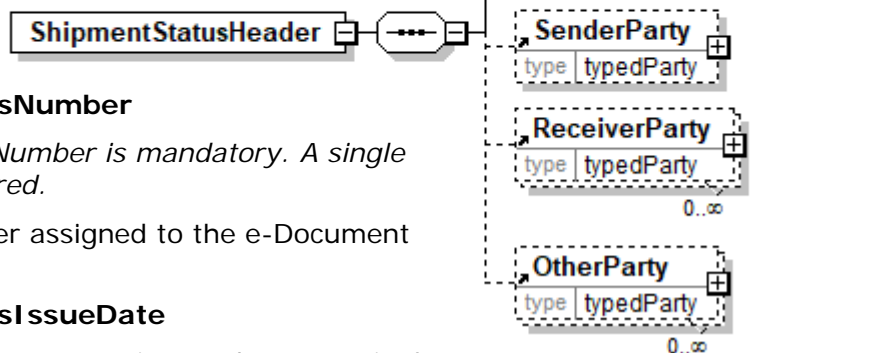 ShipmentStatusHeader
SenderParty
type typedParty
ReceiverParty
type typedParty
0..∞
OtherParty
type typedParty
0..∞
sNumber
Number is mandatory. A single
red.
er assigned to the e-Document
sIssueDate